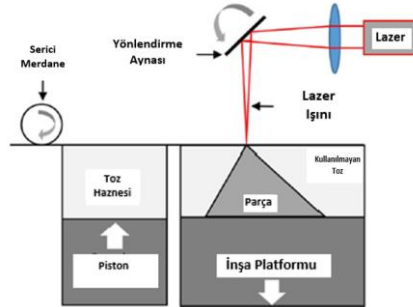 Serici
Merdane
Yönlendirme
Aynası
Lazer
Lazer
Işını
Toz
Haznesi
Kullanılmayan
Toz
Parça
Piston
İnşa Platformu